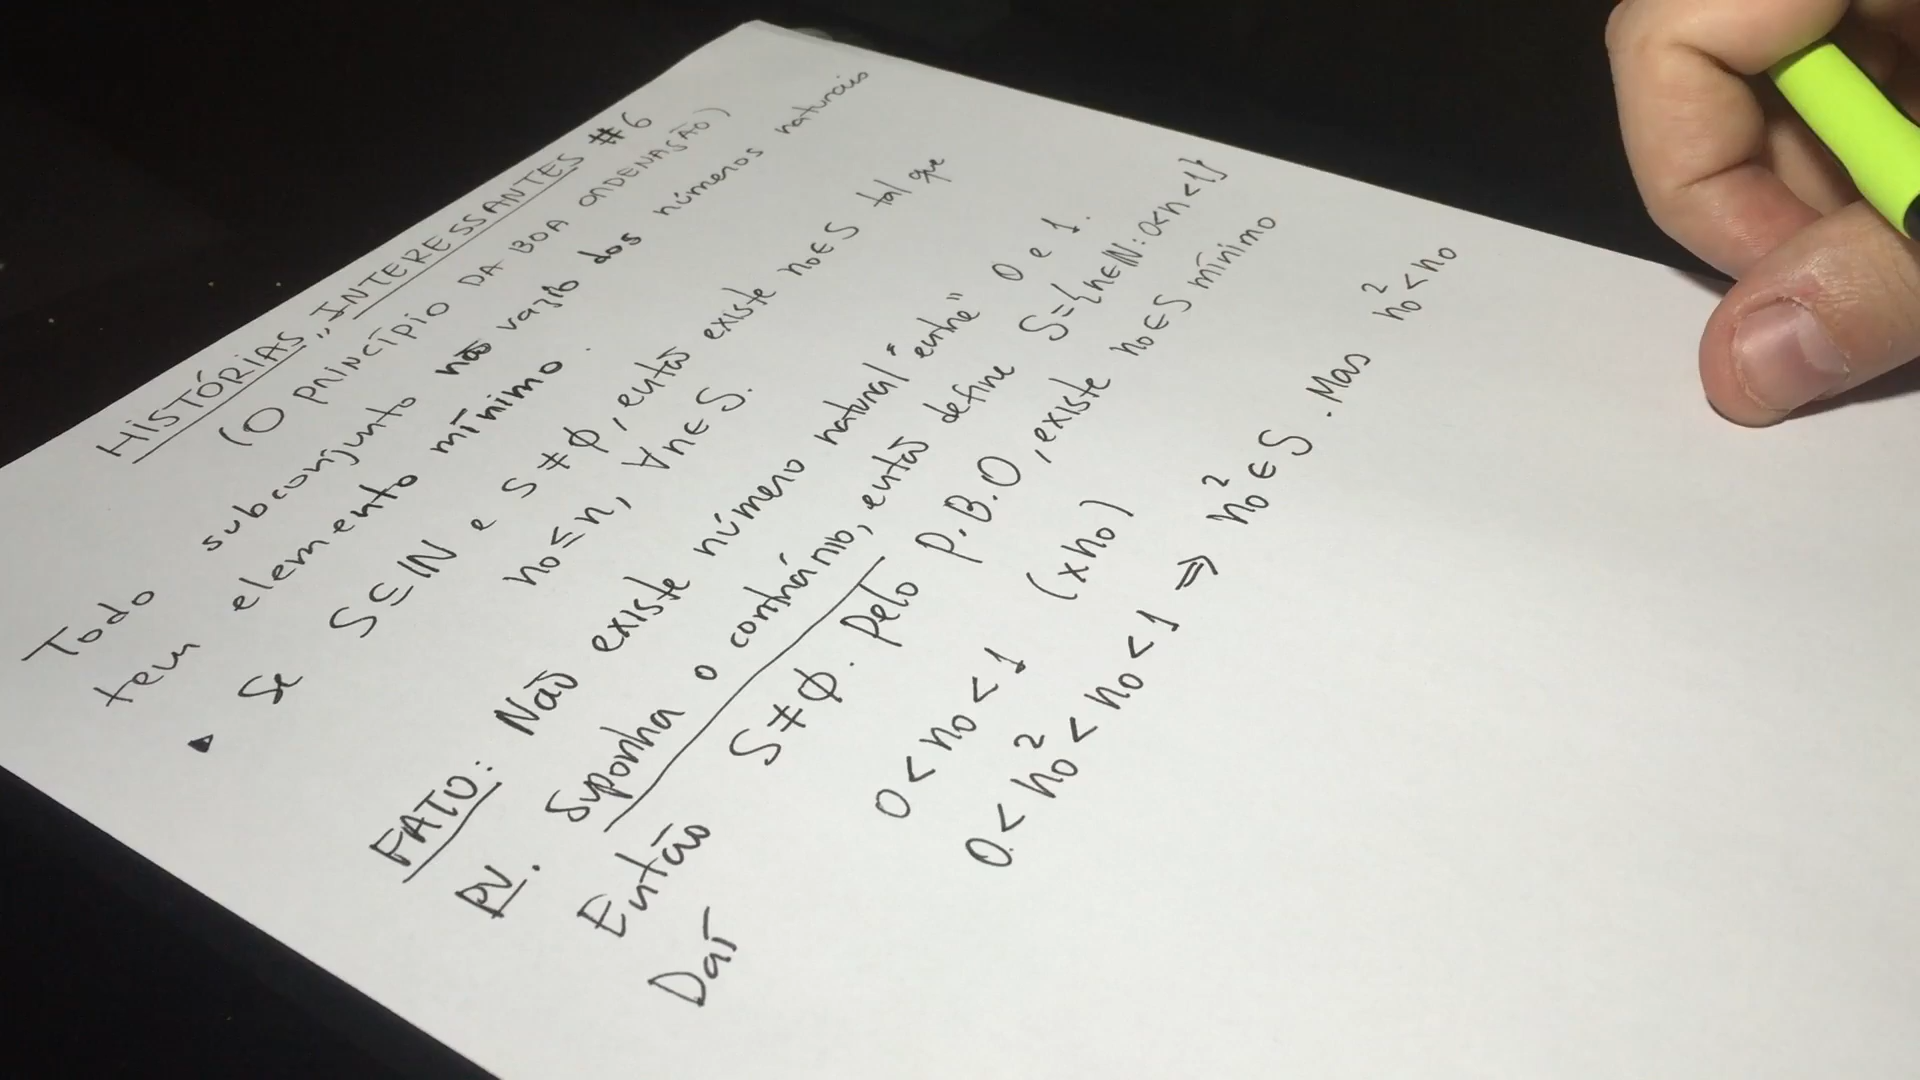 HISTÓRIAS „INTERESSANTES #6
(O PRINCÍPIO DA BOA ORDENAÇÃO)
Todo subconjunto não vazio dos números naturais
tem elemento mínimo.
Se S⊆ℕ e S≠ϕ, então existe n₀∈S tal que
n₀≤n, ∀n∈S.
FATO: Não existe número natural "entre" 0 e 1.
PV. Suponha o contrário, então define S={n∈ℕ:0<n<1}
Então S≠ϕ. Pelo P.B.O, existe n₀∈S mínimo
Daí 0<n₀<1 (xn₀)
0<n₀²<n₀<1 ⇒ n₀²∈S. Mas n₀²<n₀